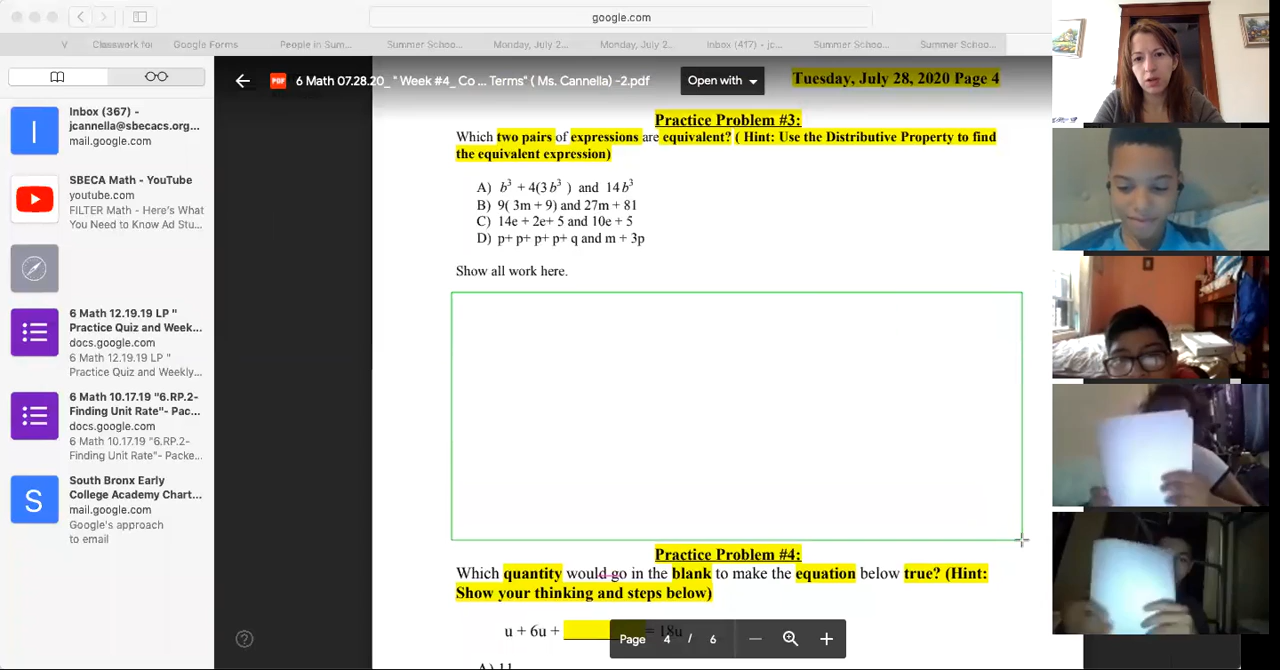 google.com
V
Classwork for
Google Forms
People in Sum...
Summer Schoo...
Monday, July 2...
Monday, July 2...
Inbox (417) - jc...
Summer Schoo...
Summer Schoo...
6 Math 07.28.20_ " Week #4_Co ... Terms" ( Ms. Cannella) -2.pdf
Open with
Tuesday, July 28, 2020 Page 4
Inbox (367) -
jcannella@sbecacs.org...
mail.google.com
SBECA Math - YouTube
youtube.com
FILTER Math - Here's What
You Need to Know Ad Stu...
6 Math 12.19.19 LP "
Practice Quiz and Week...
docs.google.com
6 Math 12.19.19 LP "
Practice Quiz and Weekly...
6 Math 10.17.19 "6.RP.2-
Finding Unit Rate"- Pac...
docs.google.com
6 Math 10.17.19 "6.RP.2-
Finding Unit Rate"- Packe...
South Bronx Early
College Academy Chart...
mail.google.com
Google's approach
to email
Practice Problem #3:
Which two pairs of expressions are equivalent? ( Hint: Use the Distributive Property to find
the equivalent expression)
A) b³ + 4(3b³ ) and 14b³
B) 9( 3m + 9) and 27m + 81
C) 14e + 2e+ 5 and 10e + 5
D) p+ p+ p+ p+ q and m + 3p
Show all work here.
Practice Problem #4:
Which quantity would go in the blank to make the equation below true? (Hint:
Show your thinking and steps below)
u + 6u + ________ = 18u
Page 4 / 6
A) 11